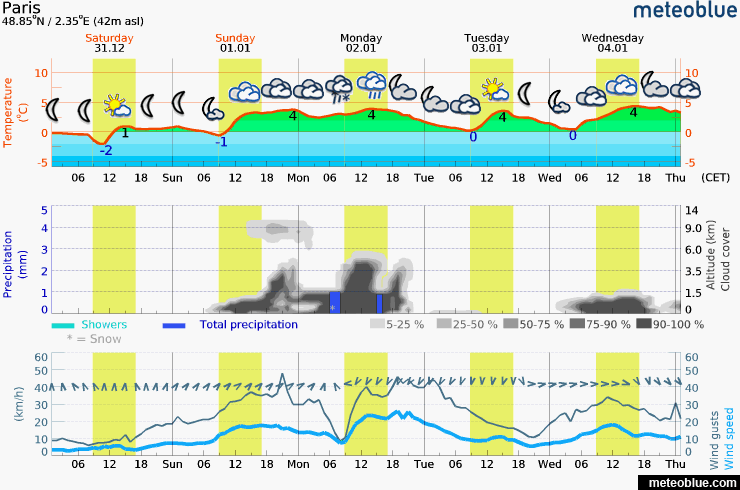 Paris
48.85°N / 2.35°E (42m asl)
meteoblue
Saturday Sunday Monday Tuesday Wednesday
31.12 01.01 02.01 03.01 04.01
Temperature
(°C)
10 10
5 5
0 0
-5 -5
-2 1 -1 4 4 0 4 0 4
06 12 18 Sun 06 12 18 Mon 06 12 18 Tue 06 12 18 Wed 06 12 18 Thu (CET)
Precipitation
(mm)
5 14
4 9.0
3 6.0
2 3.5
1 1.5
0 0
Altitude (km)
Cloud cover
*
Showers Total precipitation 5-25 % 25-50 % 50-75 % 75-90 % 90-100 %
* = Snow
(km/h)
60 60
50 50
40 40
30 30
20 20
10 10
0 0
Wind gusts
Wind speed
06 12 18 Sun 06 12 18 Mon 06 12 18 Tue 06 12 18 Wed 06 12 18 Thu
meteoblue.com